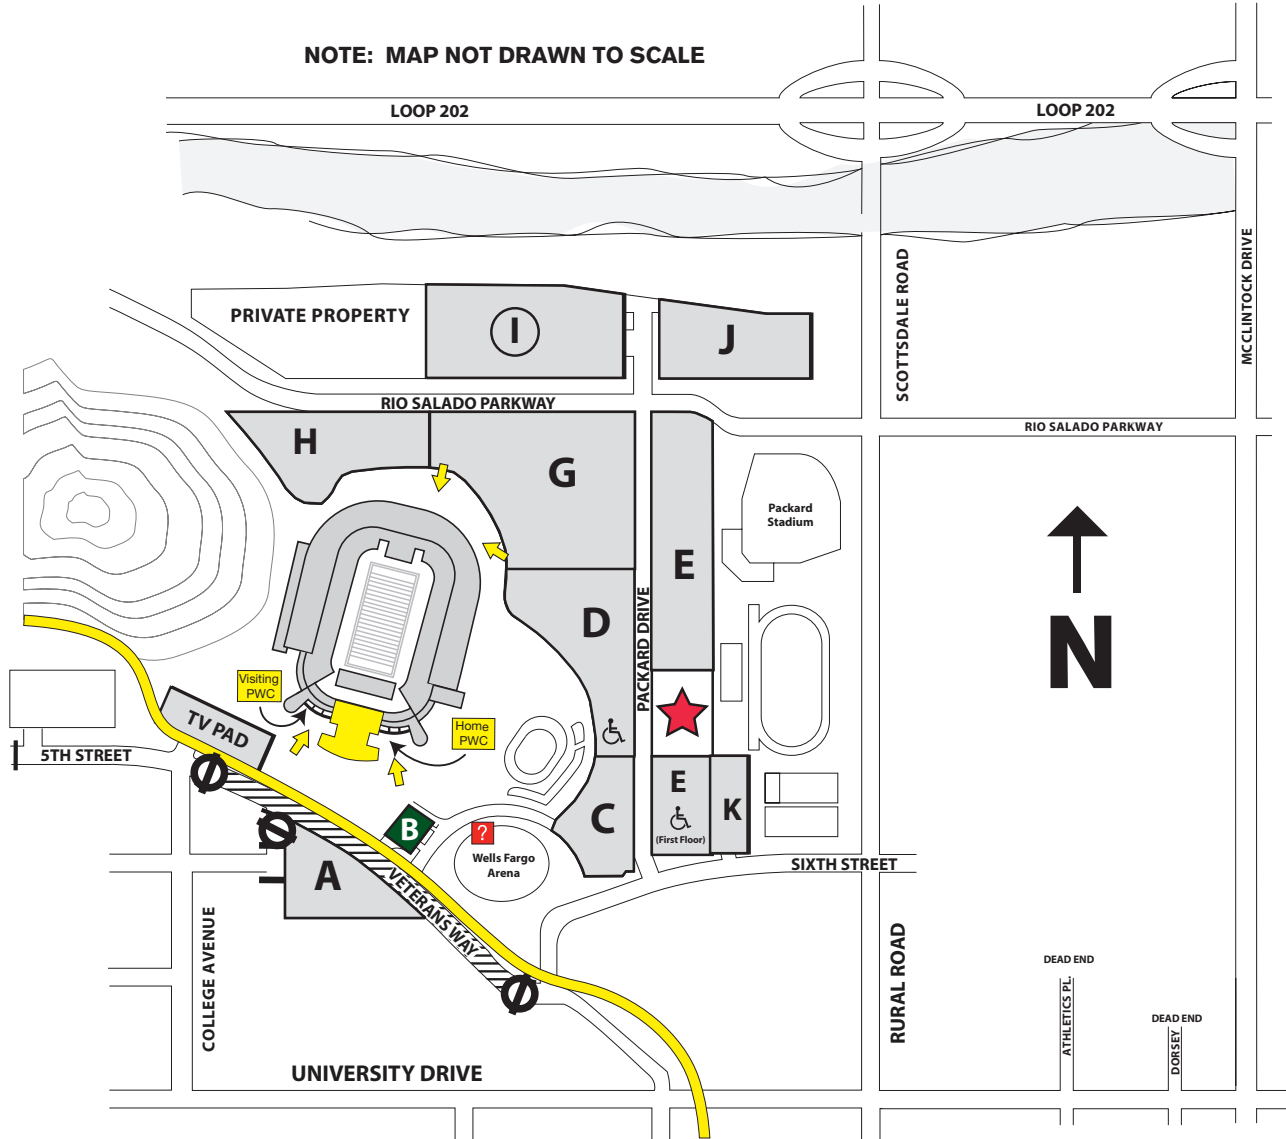 NOTE: MAP NOT DRAWN TO SCALE
LOOP 202
LOOP 202
SCOTTSDALE ROAD
MCCLINTOCK DRIVE
PRIVATE PROPERTY
I
J
RIO SALADO PARKWAY
RIO SALADO PARKWAY
H
G
Packard
Stadium
E
D
PACKARD DRIVE
N
Visiting
PWC
Home
PWC
TV PAD
5TH STREET
E
(First Floor)
K
C
B
?
Wells Fargo
Arena
SIXTH STREET
A
VETERANS WAY
COLLEGE AVENUE
RURAL ROAD
DEAD END
ATHLETICS PL.
DEAD END
DORSEY
UNIVERSITY DRIVE